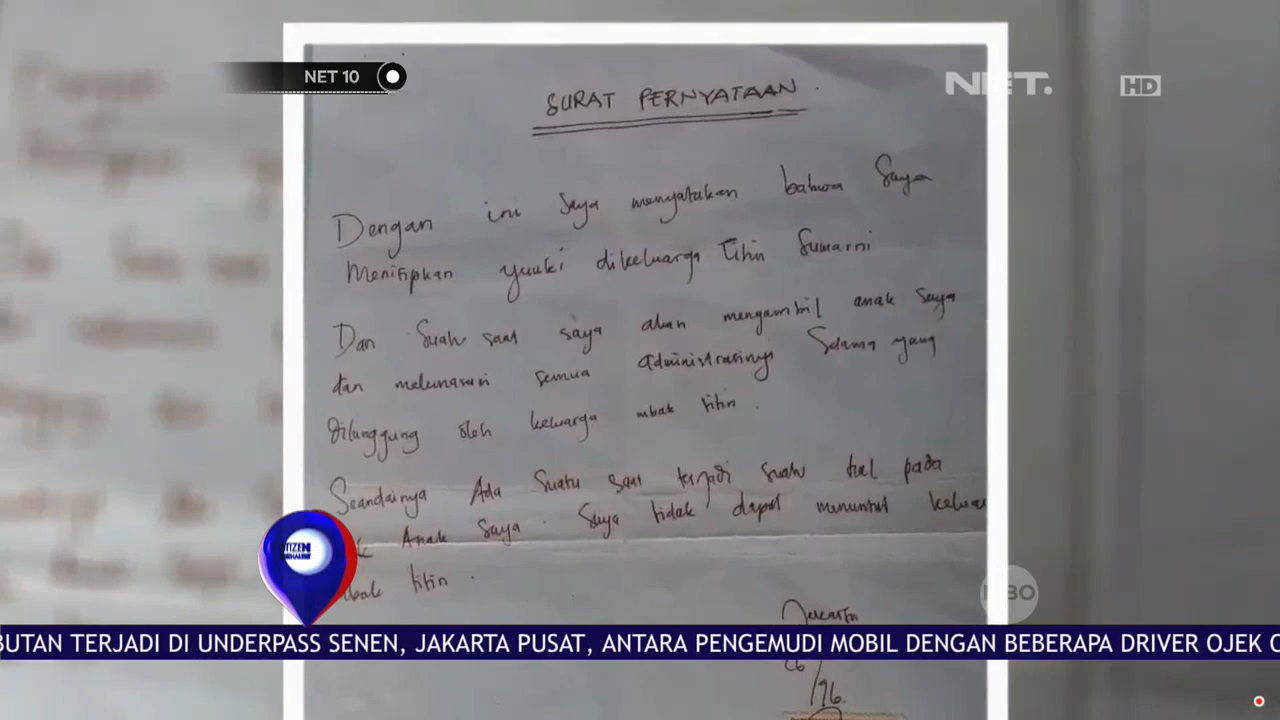 NET 10
NET.
HD
SURAT PERNYATAAN.
Dengan ini saya menyatakan bahwa Saya
Menitipkan yuuki dikeluarga Titin Sumarni
Dan Suatu saat saya akan mengambil anak saya
dan melunasari semua administrasinya Selama yang
ditunggung oleh keluarga mbak titin.
Seandainya Ada Suatu saat terjadi suatu hal pada
Anak saya. Saya tidak dapat menuntut
titin.
Jakarta
/96.
BUTAN TERJADI DI UNDERPASS SENEN, JAKARTA PUSAT, ANTARA PENGEMUDI MOBIL DENGAN BEBERAPA DRIVER OJEK O